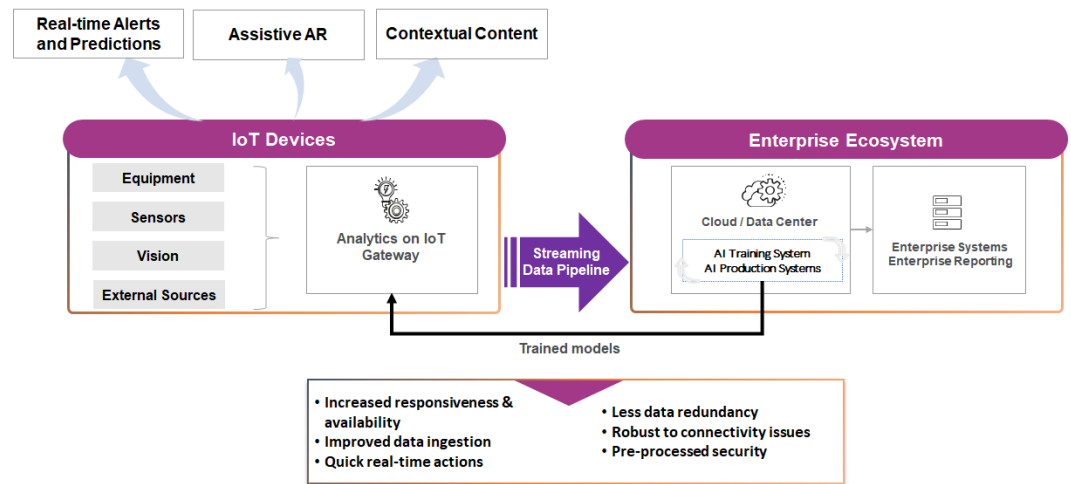 Real-time Alerts
and Predictions
Assistive AR
Contextual Content
IoT Devices
Equipment
Sensors
Vision
External Sources
Analytics on IoT
Gateway
Streaming
Data Pipeline
Enterprise Ecosystem
Cloud / Data Center
AI Training System
AI Production Systems
Enterprise Systems
Enterprise Reporting
Trained models
• Increased responsiveness &
availability
• Improved data ingestion
• Quick real-time actions
• Less data redundancy
• Robust to connectivity issues
• Pre-processed security